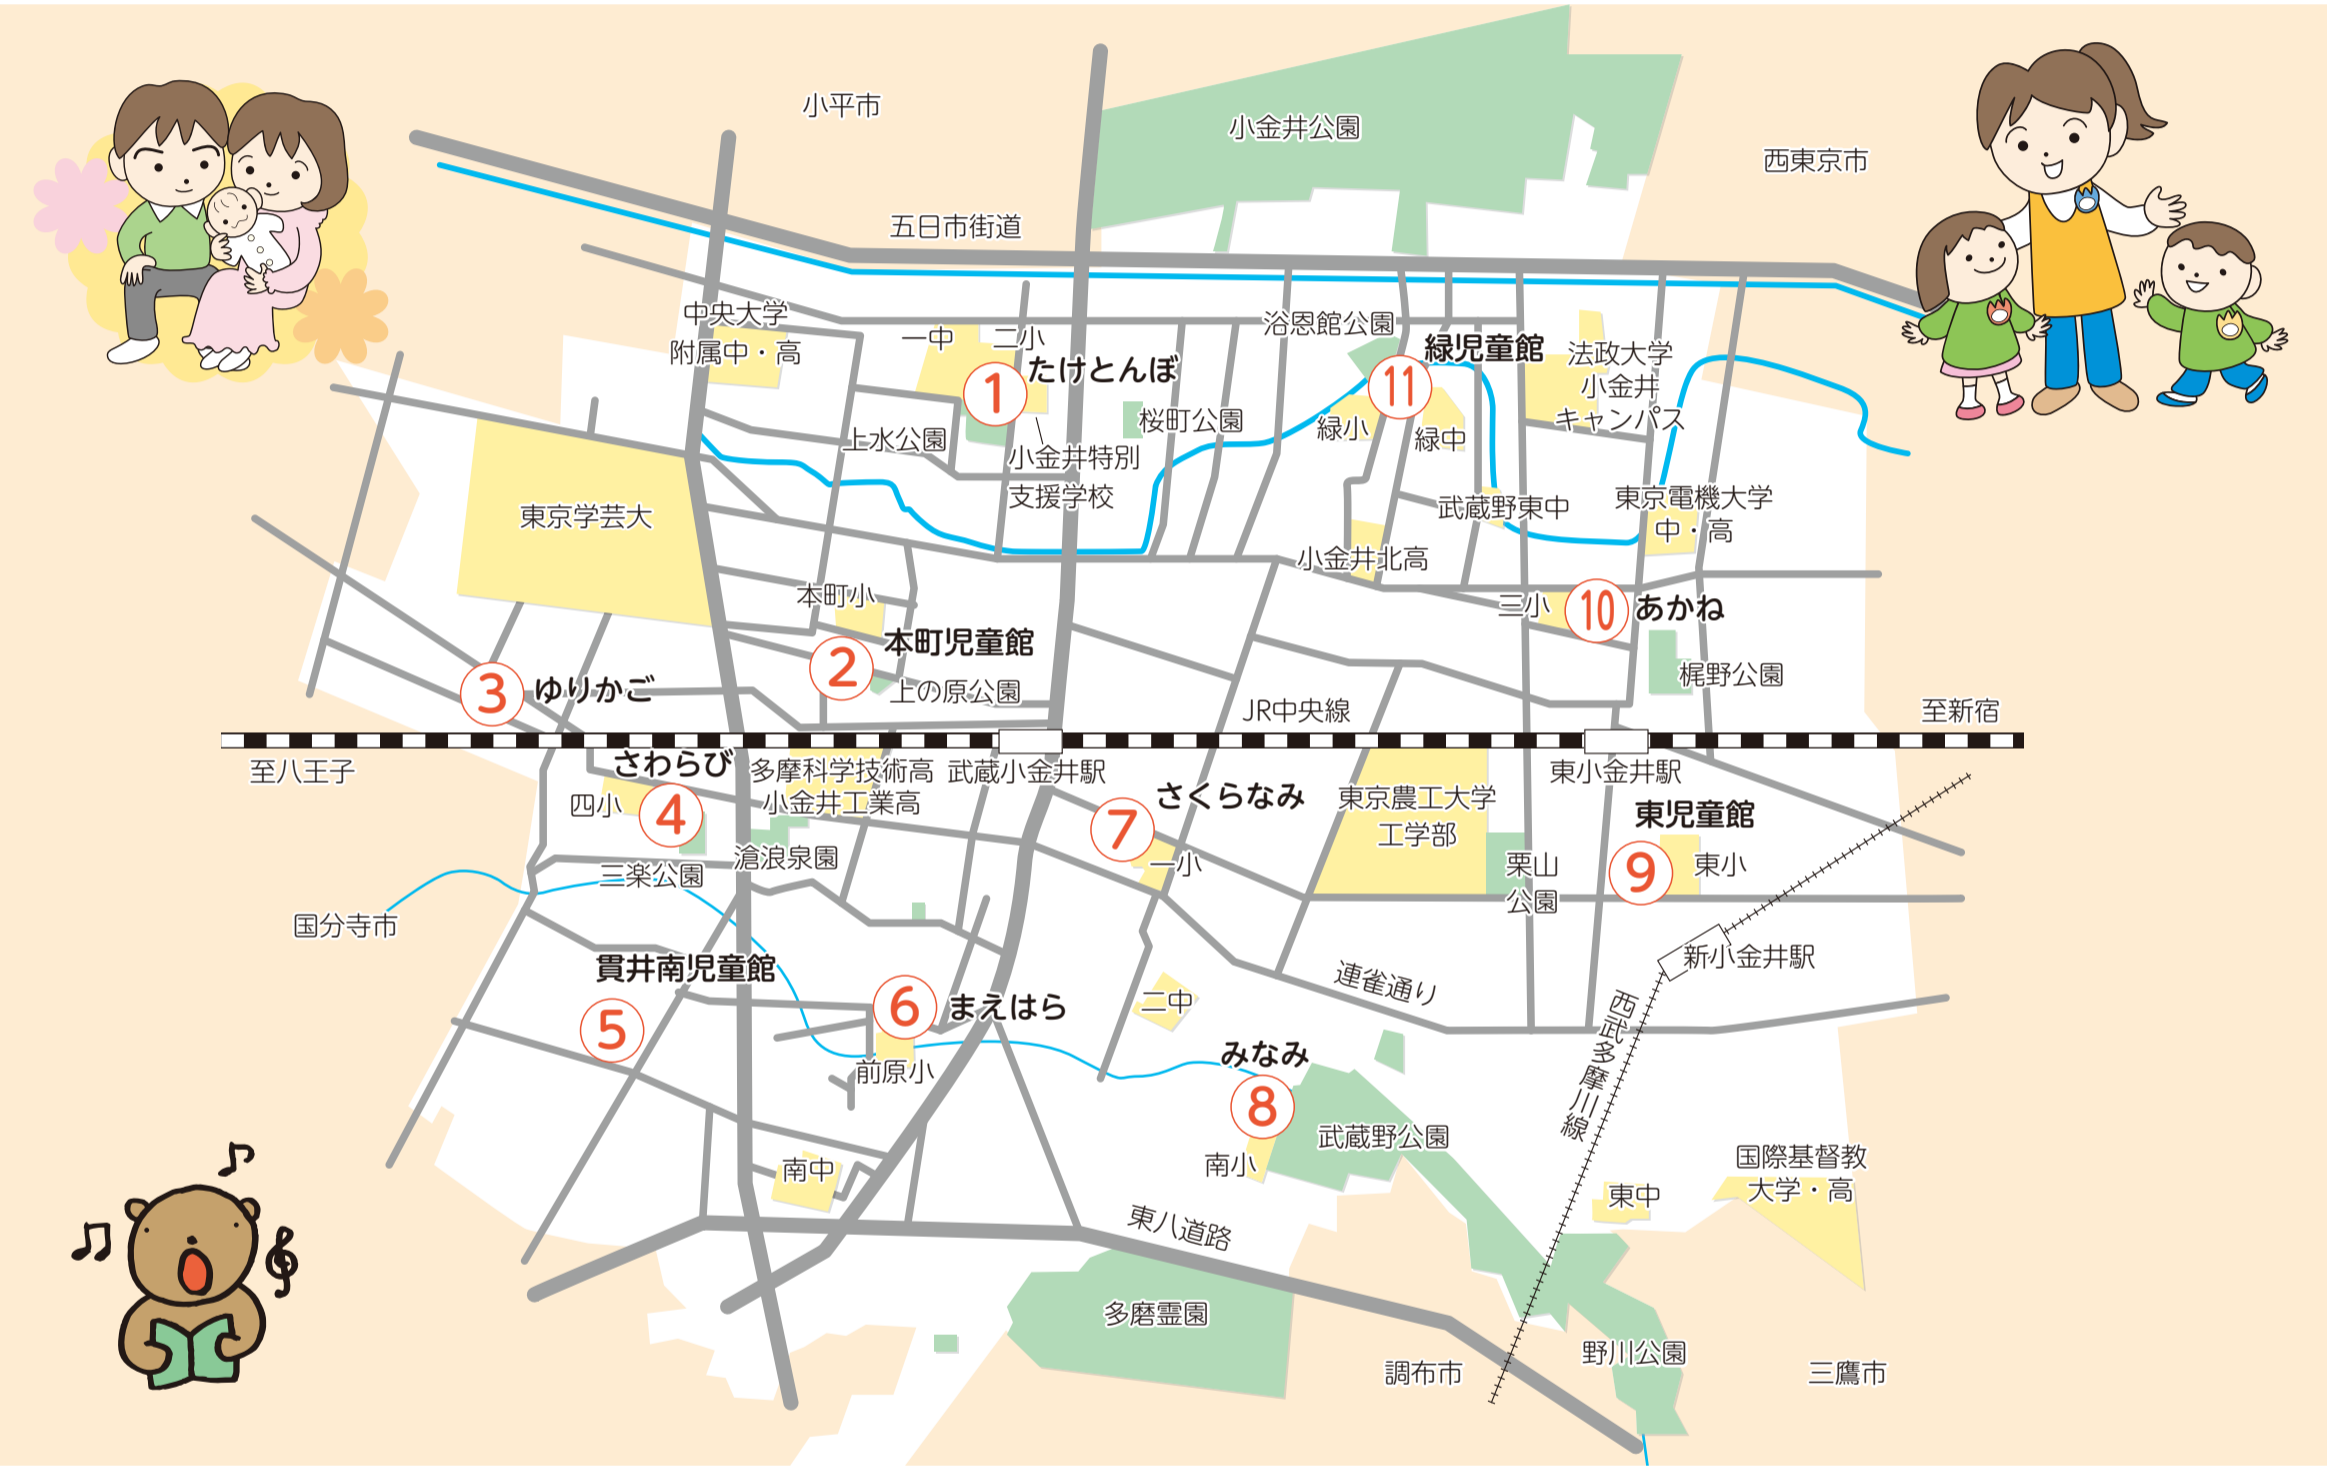 小平市
小金井公園
西東京市
五日市街道
中央大学
附属中・高
一中
二小
浴恩館公園
1
たけとんぼ
11
緑児童館
法政大学
小金井
キャンパス
上水公園
桜町公園
緑小
緑中
小金井特別
支援学校
東京学芸大
武蔵野東中
東京電機大学
中・高
小金井北高
本町小
三小
10
あかね
2
本町児童館
上の原公園
梶野公園
3
ゆりかご
JR中央線
至新宿
至八王子
さわらび
多摩科学技術高
小金井工業高
武蔵小金井駅
東小金井駅
四小
4
7
さくらなみ
東京農工大学
工学部
東児童館
一小
9
東小
栗山
公園
三楽公園
滄浪泉園
国分寺市
新小金井駅
貫井南児童館
5
6
まえはら
二中
連雀通り
西武多摩川線
前原小
みなみ
8
武蔵野公園
南小
南中
東中
国際基督教
大学・高
東八道路
多磨霊園
野川公園
調布市
三鷹市